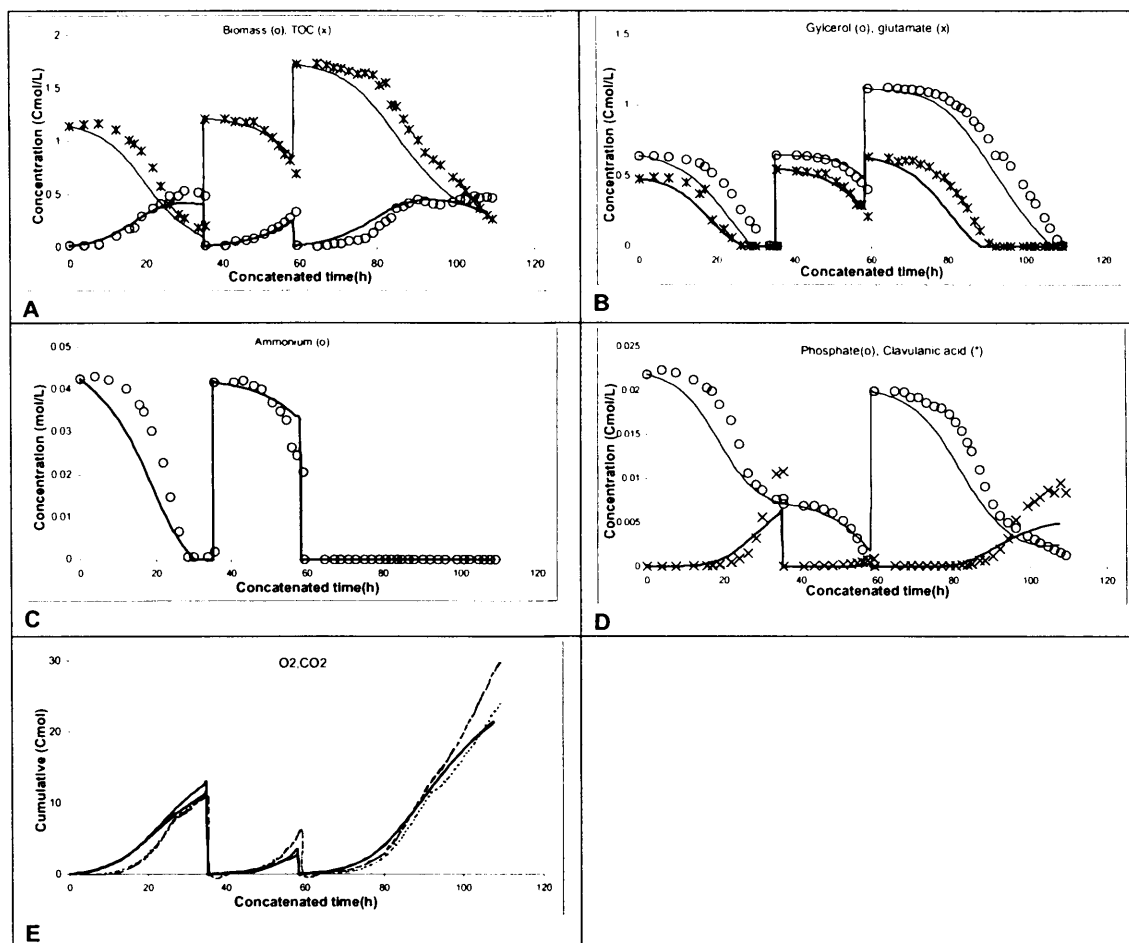 Biomass (o), TOC (x)
Concentration (Cmol/L)
2
1.5
1
0.5
0
0 20 40 60 80 100 120
Concatenated time(h)
A
Gylcerol (o), glutamate (x)
Concentration (Cmol/L)
1.5
1
0.5
0
0 20 40 60 80 100 120
Concatenated time(h)
B
Ammonium (o)
Concentration (mol/L)
0 05
0 04
0 03
0 02
0 01
0
0 20 40 60 80 100 120
Concatenated time(h)
C
Phosphate(o), Clavulanic acid (*)
Concentration (Cmol/L)
0 025
0 02
0 015
0 01
0 005
0
0 20 40 60 80 100 120
Concatenated time(h)
D
O2,CO2
Cumulative (Cmol)
30
20
10
0
0 20 40 60 80 100 120
Concatenated time(h)
E